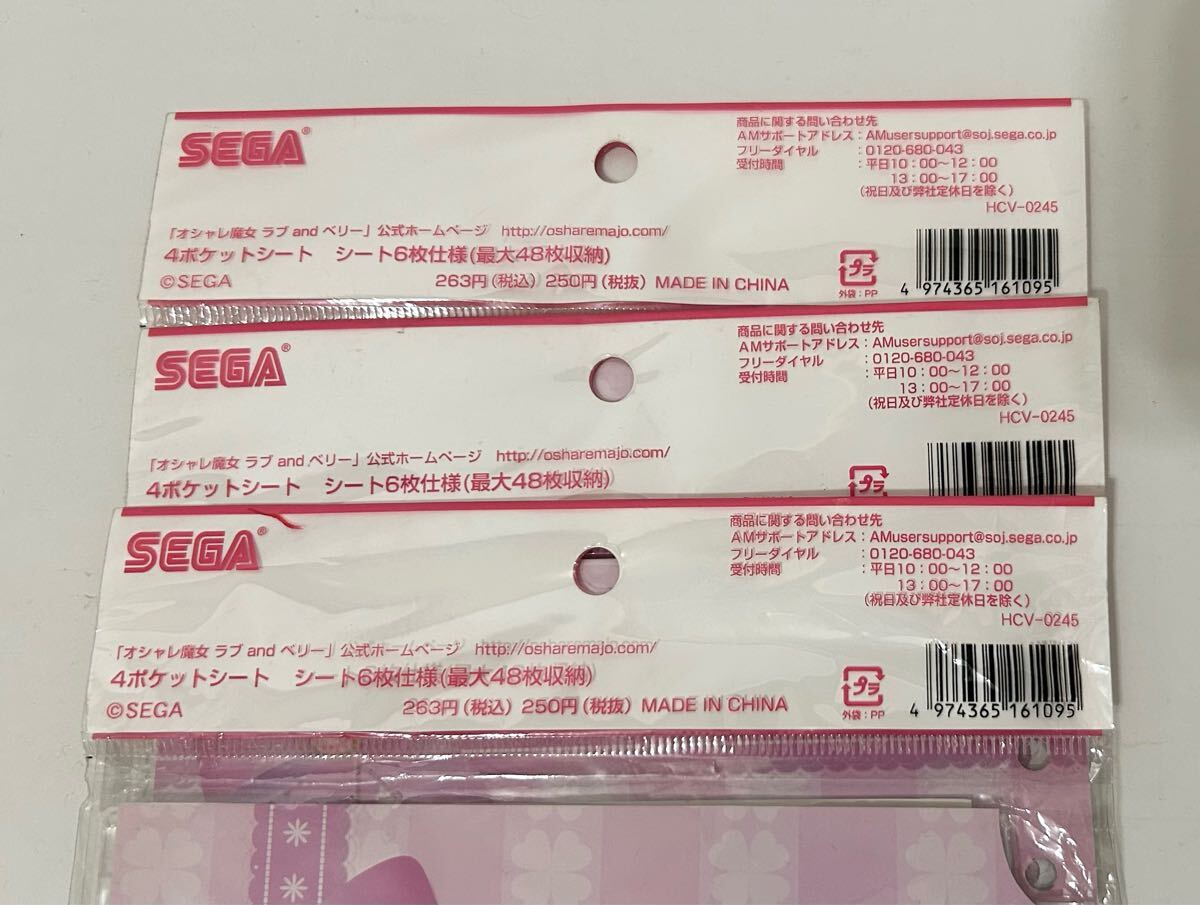 SEGA®
商品に関する問い合わせ先
AMサポートアドレス：AMusersupport@soj.sega.co.jp
フリーダイヤル ：0120-680-043
受付時間 ：平日10：00～12：00
13：00～17：00
（祝日及び弊社定休日を除く）
HCV-0245
「オシャレ魔女 ラブ and ベリー」公式ホームページ http://osharemajo.com/
4ポケットシート シート6枚仕様(最大48枚収納)
©SEGA 263円（税込）250円（税抜）MADE IN CHINA
プラ
外袋：PP
4 974365 161095
SEGA®
商品に関する問い合わせ先
AMサポートアドレス：AMusersupport@soj.sega.co.jp
フリーダイヤル ：0120-680-043
受付時間 ：平日10：00～12：00
13：00～17：00
（祝日及び弊社定休日を除く）
HCV-0245
「オシャレ魔女 ラブ and ベリー」公式ホームページ http://osharemajo.com/
4ポケットシート シート6枚仕様(最大48枚収納)
プラ
SEGA®
商品に関する問い合わせ先
AMサポートアドレス：AMusersupport@soj.sega.co.jp
フリーダイヤル ：0120-680-043
受付時間 ：平日10：00～12：00
13：00～17：00
（祝日及び弊社定休日を除く）
HCV-0245
「オシャレ魔女 ラブ and ベリー」公式ホームページ http://osharemajo.com/
4ポケットシート シート6枚仕様(最大48枚収納)
©SEGA 263円（税込）250円（税抜）MADE IN CHINA
プラ
外袋：PP
4 974365 161095